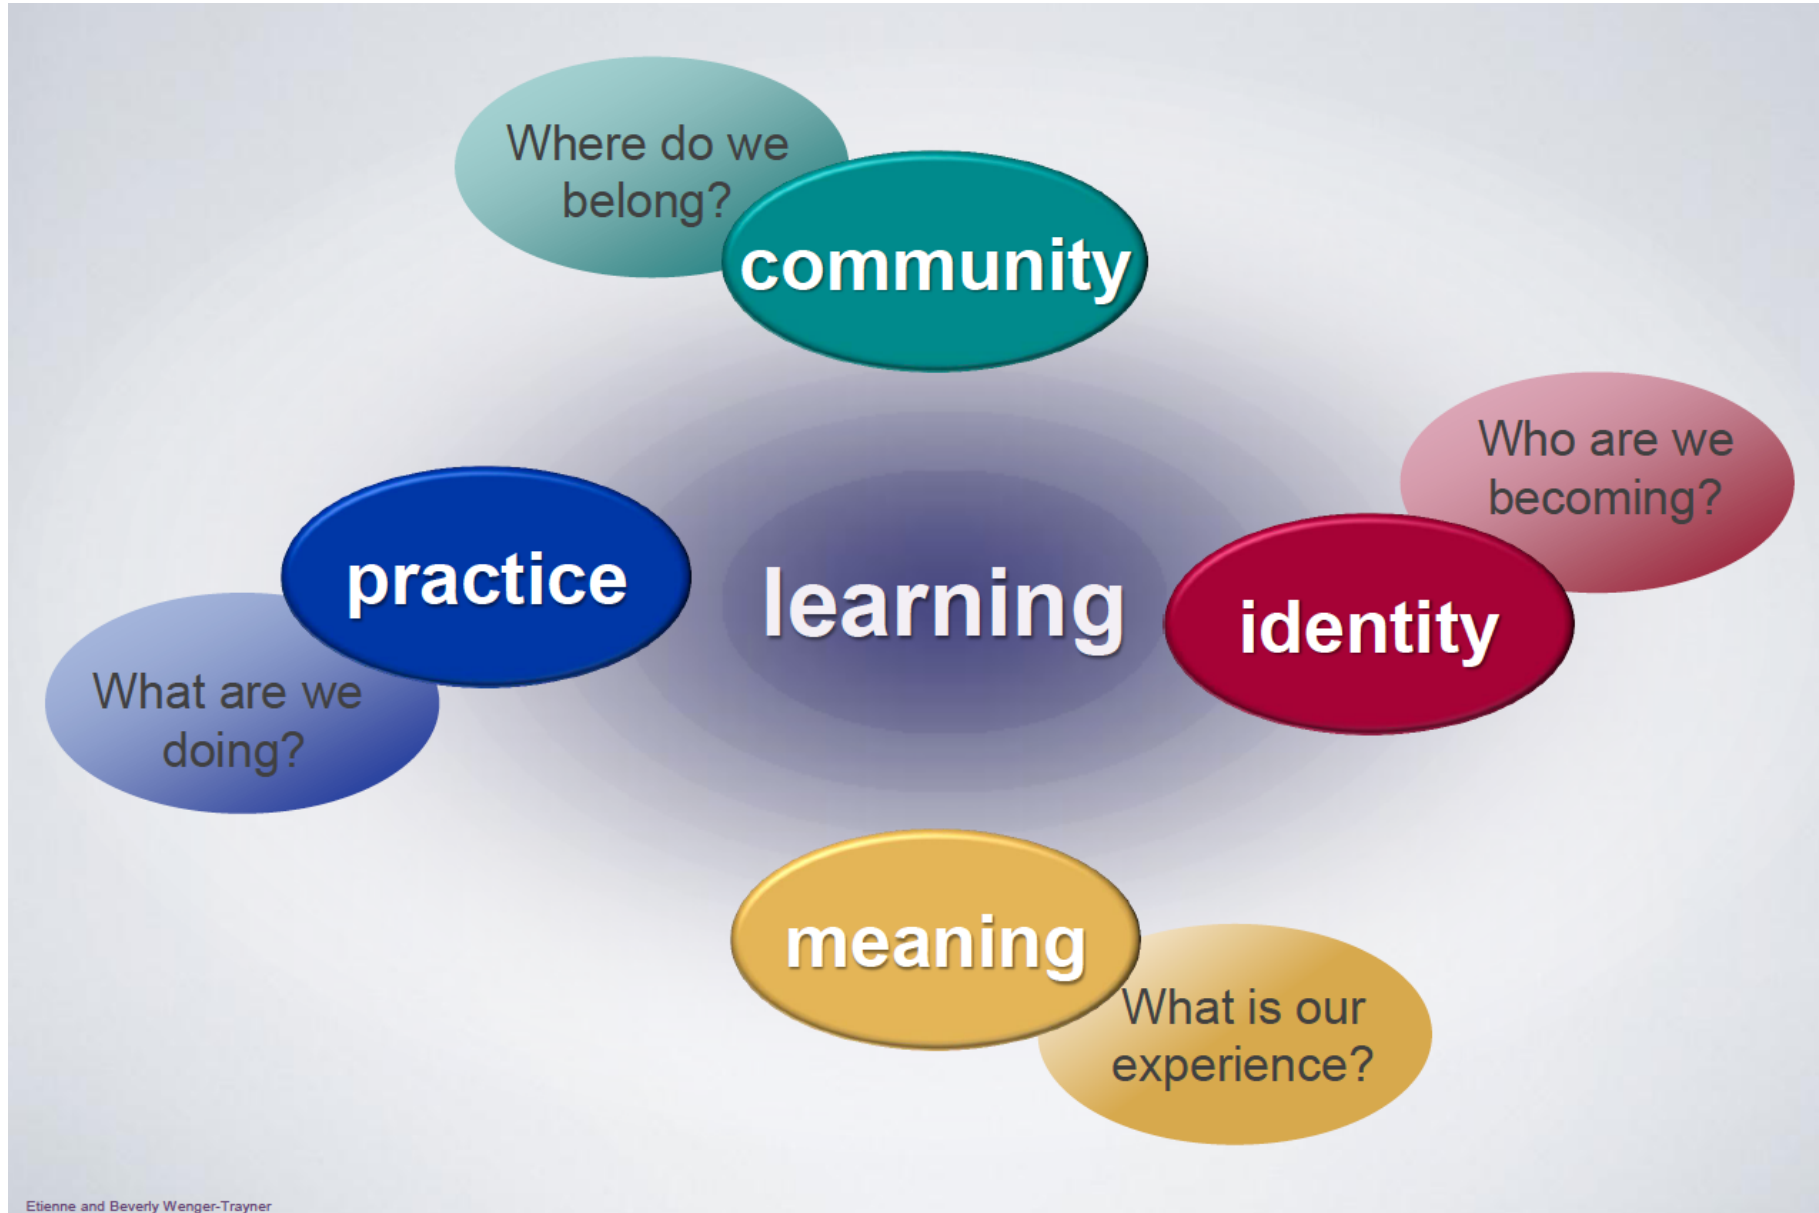 Where do we
belong?
community
Who are we
becoming?
practice
learning
identity
What are we
doing?
meaning
What is our
experience?
Etienne and Beverly Wenger-Trayner